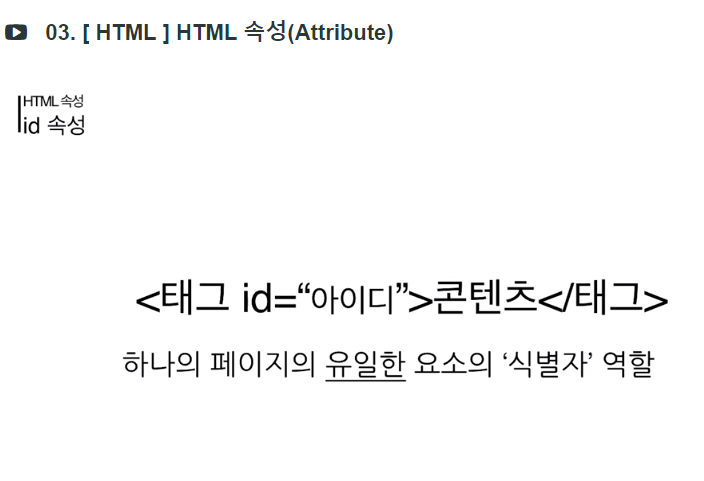 03. [ HTML ] HTML 속성(Attribute)
HTML 속성
id 속성
<태그 id=“아이디”>콘텐츠</태그>
하나의 페이지의 유일한 요소의 ‘식별자’ 역할